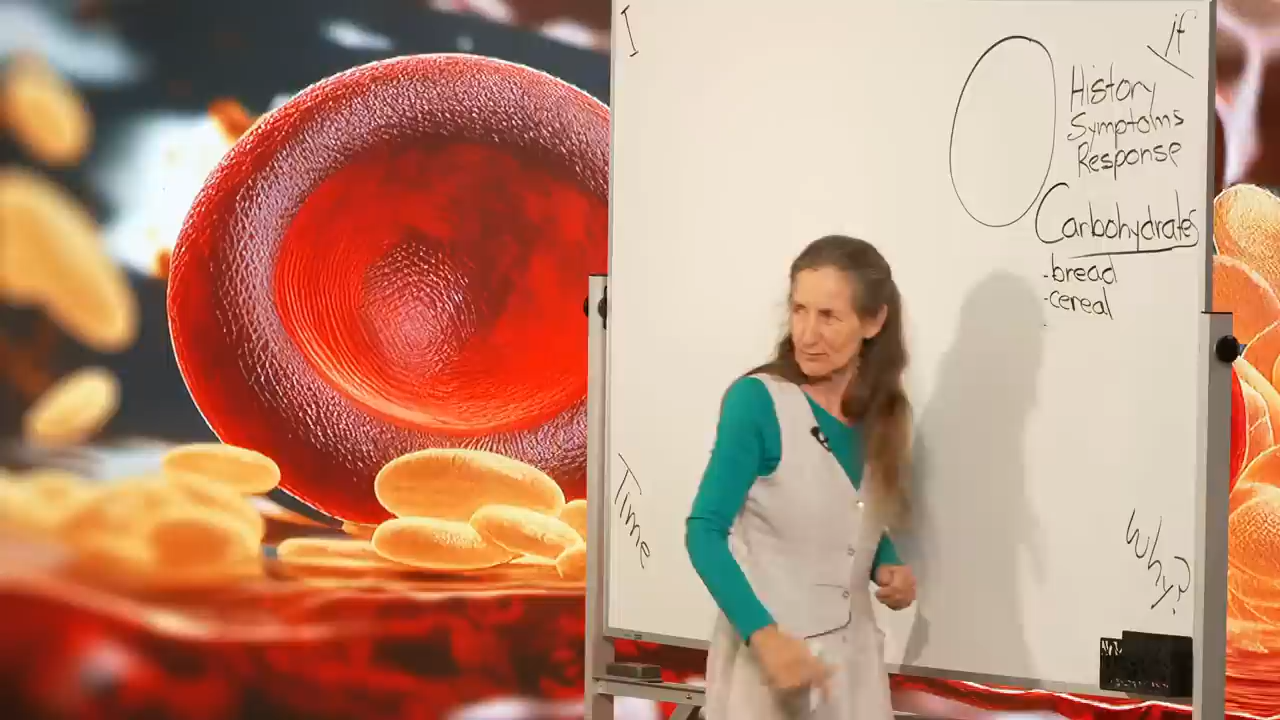 I
if
History
Symptoms
Response
Carbohydrates
-bread
-cereal
Time
Why?